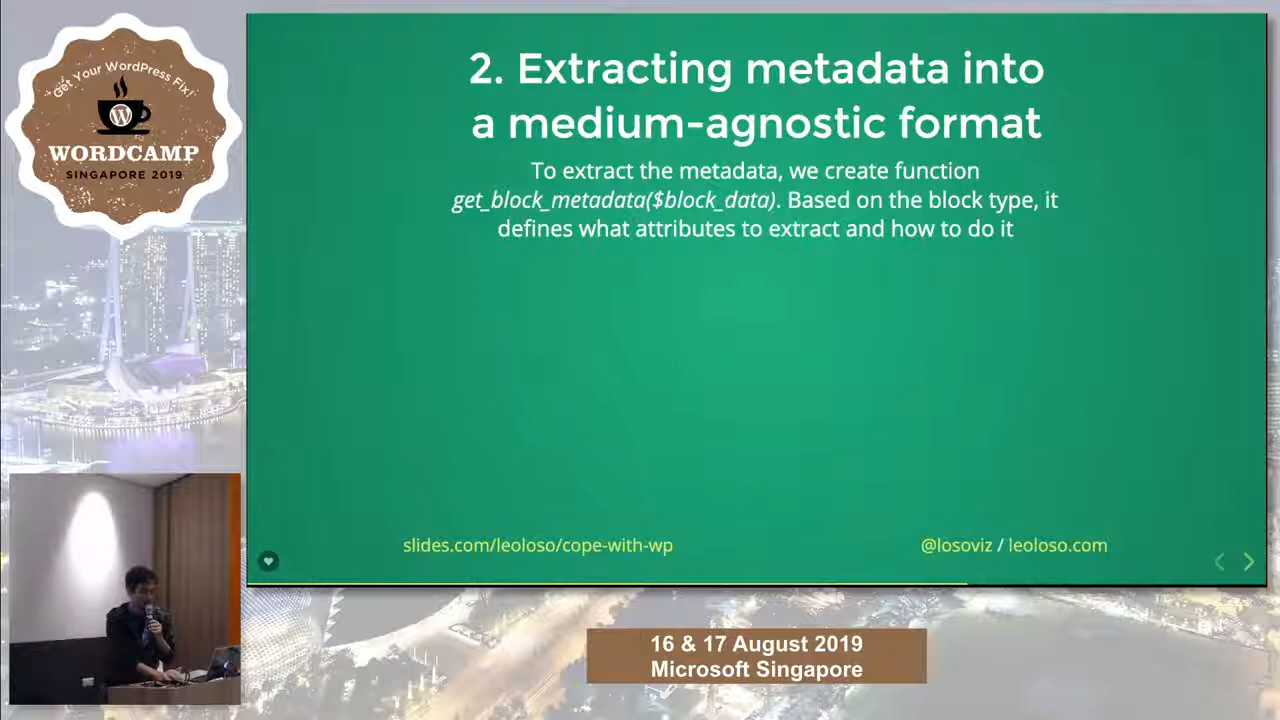 Get Your WordPress Fix!
WORDCAMP
SINGAPORE 2019
2. Extracting metadata into
a medium-agnostic format
To extract the metadata, we create function
get_block_metadata($block_data). Based on the block type, it
defines what attributes to extract and how to do it
slides.com/leoloso/cope-with-wp
@losoviz / leoloso.com
16 & 17 August 2019
Microsoft Singapore